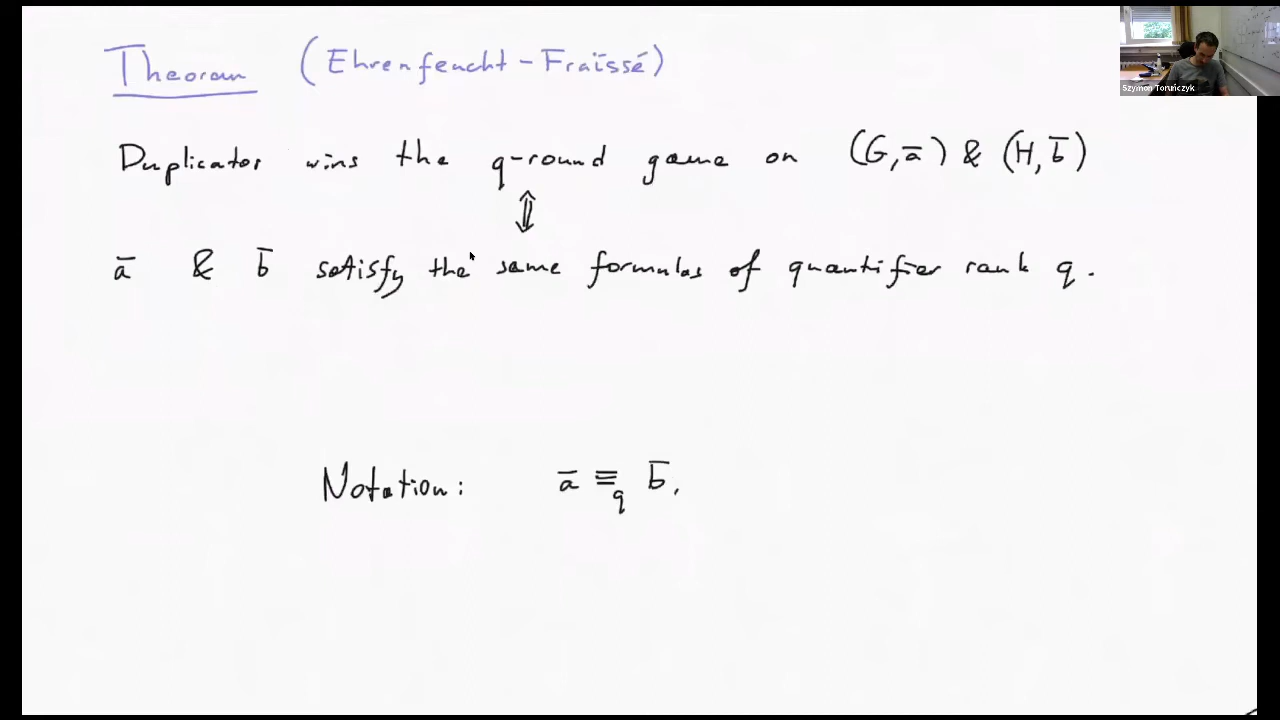 Theorem (Ehrenfeucht-Fraïssé)
Szymon Toruńczyk
Duplicator wins the q-round game on (G, a̅) & (H, b̅)
⇕
a̅ & b̅ satisfy the same formulas of quantifier rank q.
Notation: a̅ ≡_q b̅,